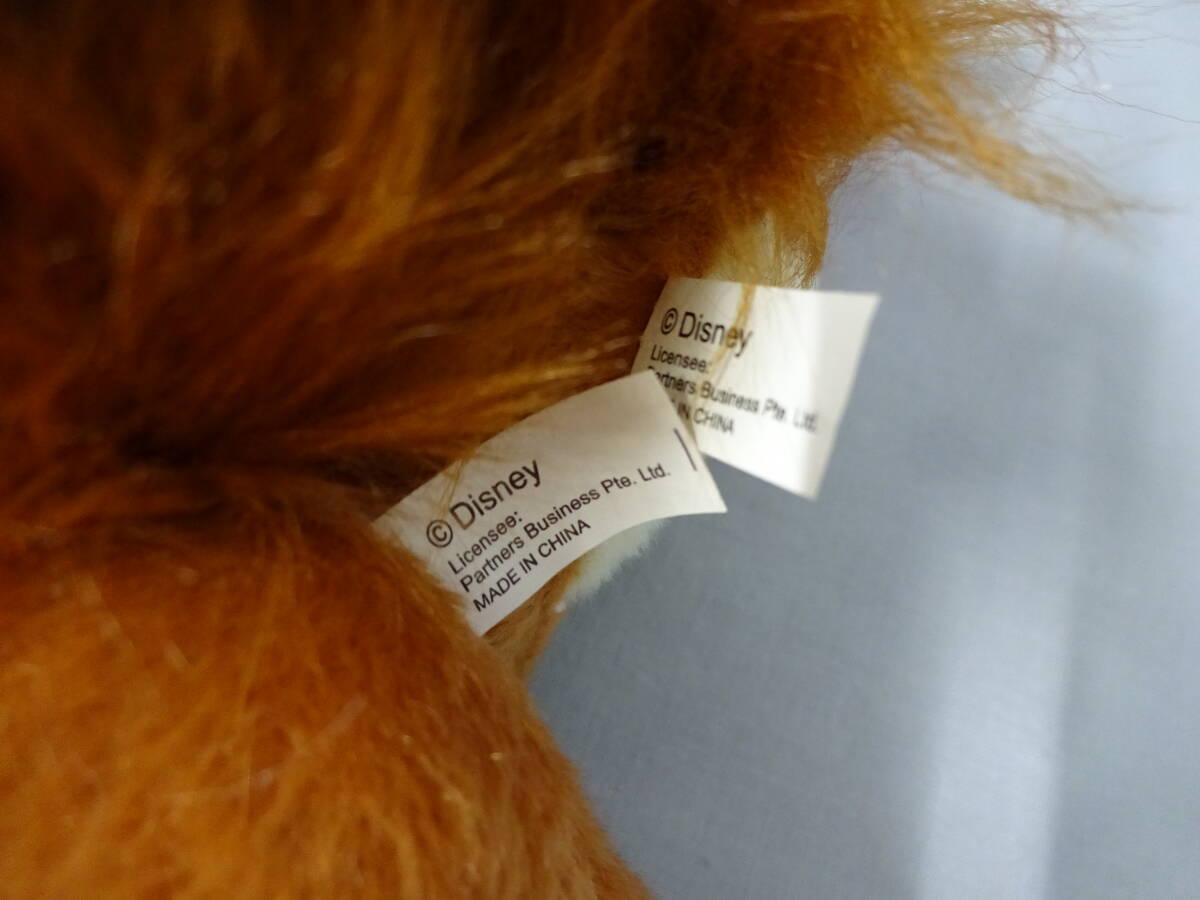 © Disney
Licensee:
Partners Business Pte. Ltd.
IN CHINA
© Disney
Licensee:
Partners Business Pte. Ltd.
MADE IN CHINA